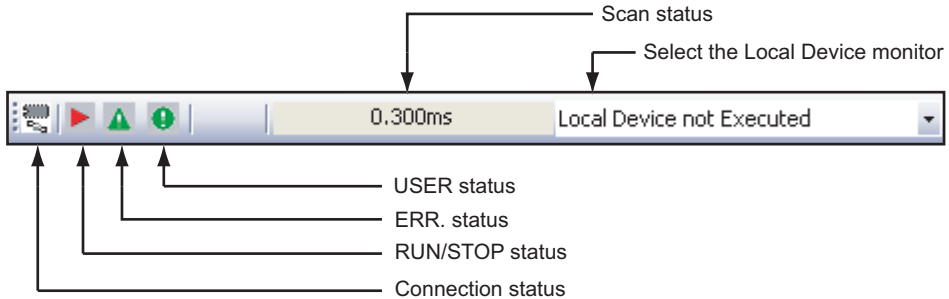 Scan status
Select the Local Device monitor
0.300ms
Local Device not Executed
USER status
ERR. status
RUN/STOP status
Connection status